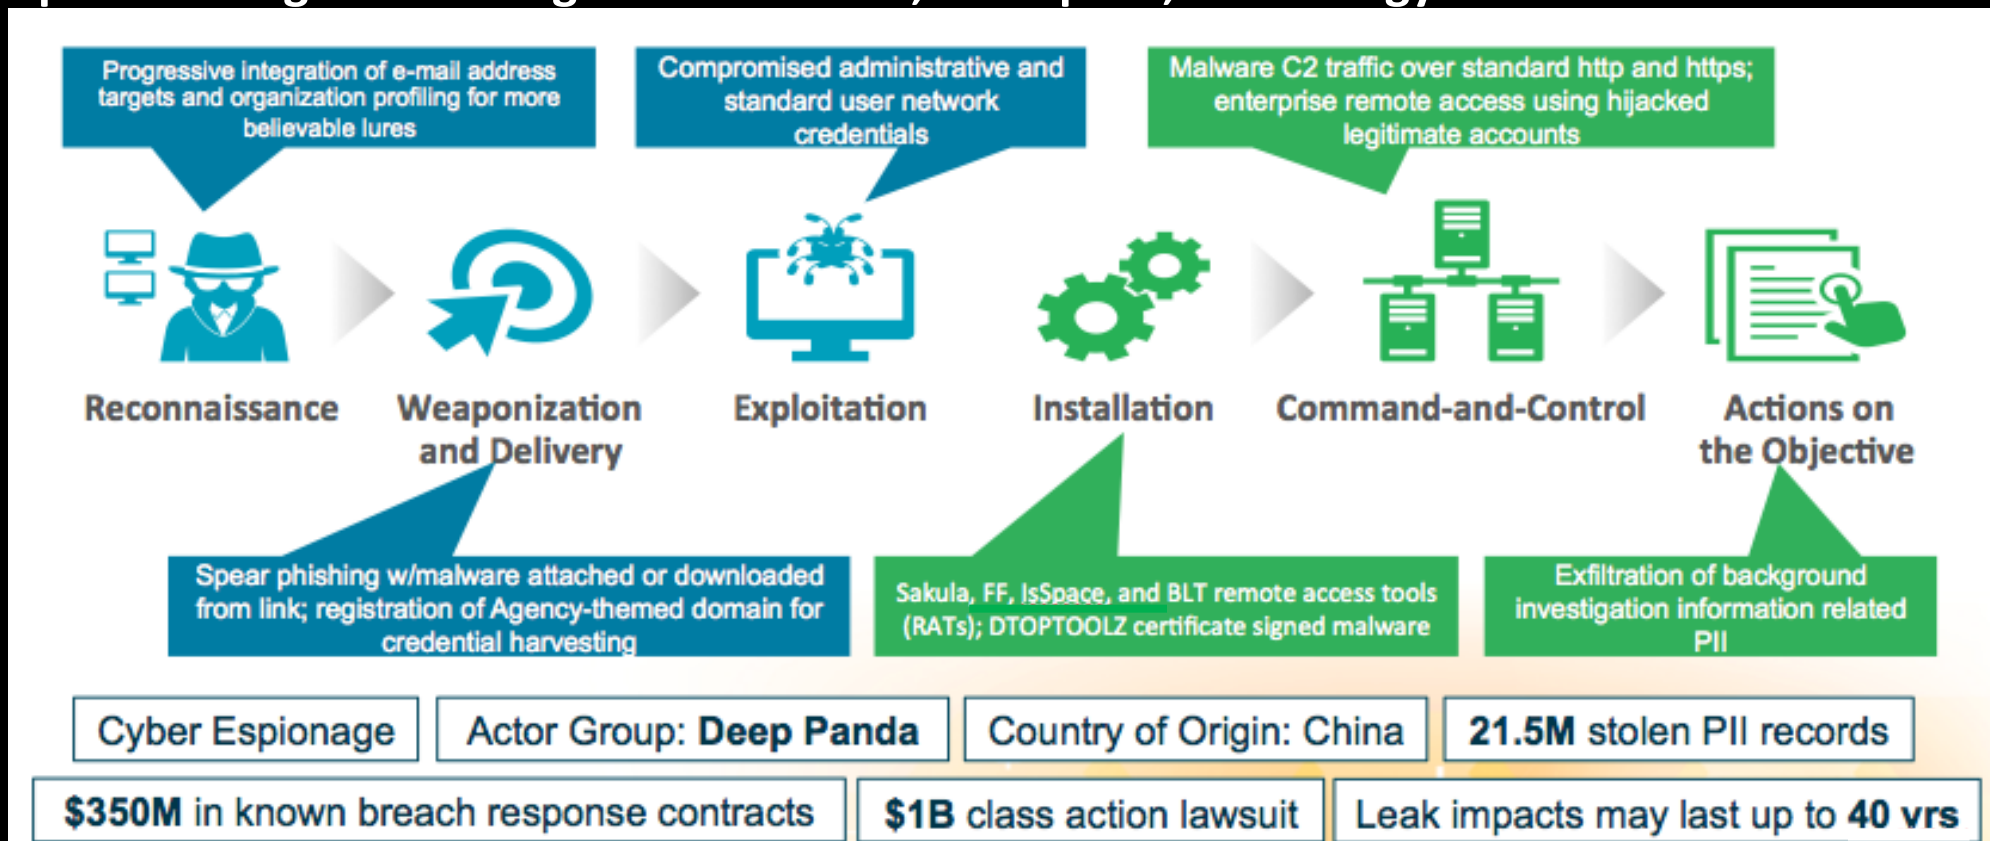 Progressive integration of e-mail address
targets and organization profiling for more
believable lures
Compromised administrative and
standard user network
credentials
Malware C2 traffic over standard http and https;
enterprise remote access using hijacked
legitimate accounts
Reconnaissance
Weaponization
and Delivery
Exploitation
Installation
Command-and-Control
Actions on
the Objective
Spear phishing w/malware attached or downloaded
from link; registration of Agency-themed domain for
credential harvesting
Sakula, FF, IsSpace, and BLT remote access tools
(RATs); DTOPTOOLZ certificate signed malware
Exfiltration of background
investigation information related
PII
Cyber Espionage
Actor Group: Deep Panda
Country of Origin: China
21.5M stolen PII records
$350M in known breach response contracts
$1B class action lawsuit
Leak impacts may last up to 40 yrs